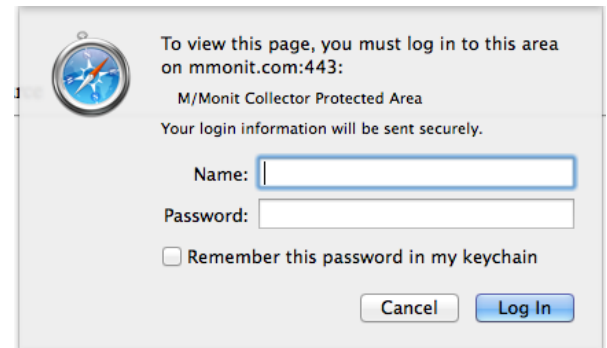 To view this page, you must log in to this area
on mmonit.com:443:
M/Monit Collector Protected Area
Your login information will be sent securely.
Name:
Password:
Remember this password in my keychain
Cancel Log In